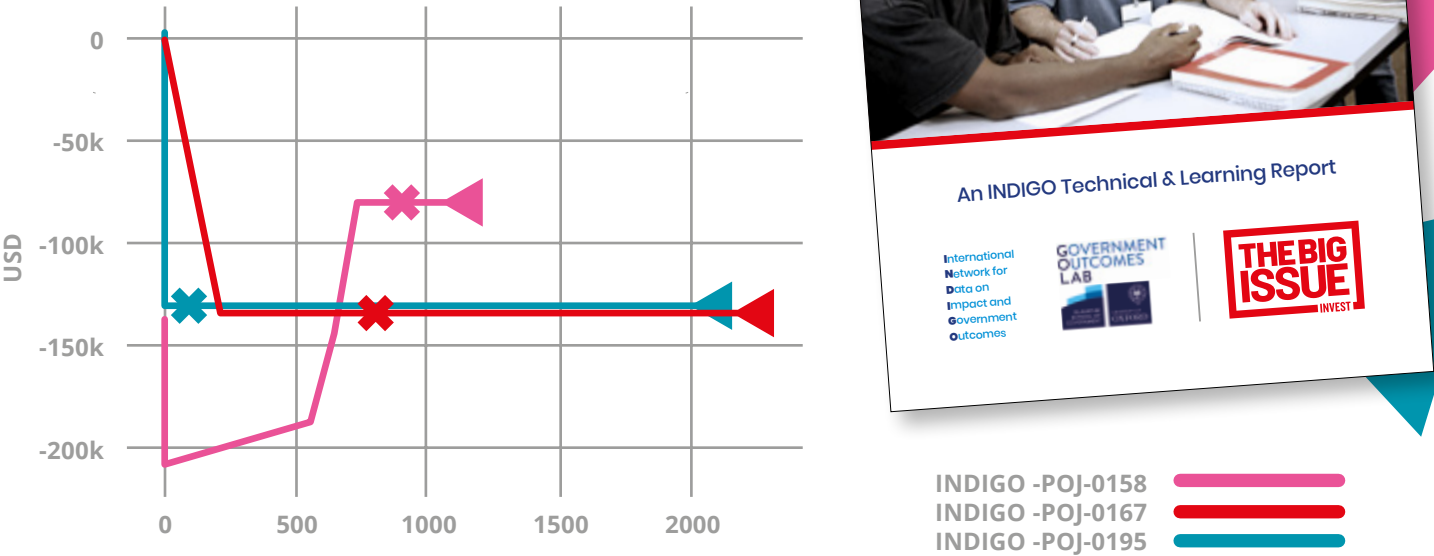 0
-50k
-100k
-150k
-200k
USD
0 500 1000 1500 2000
An INDIGO Technical & Learning Report
International
Network for
Data on
Impact and
Government
Outcomes
GOVERNMENT
OUTCOMES
LAB
THE BIG
ISSUE
INVEST
INDIGO -POJ-0158
INDIGO -POJ-0167
INDIGO -POJ-0195